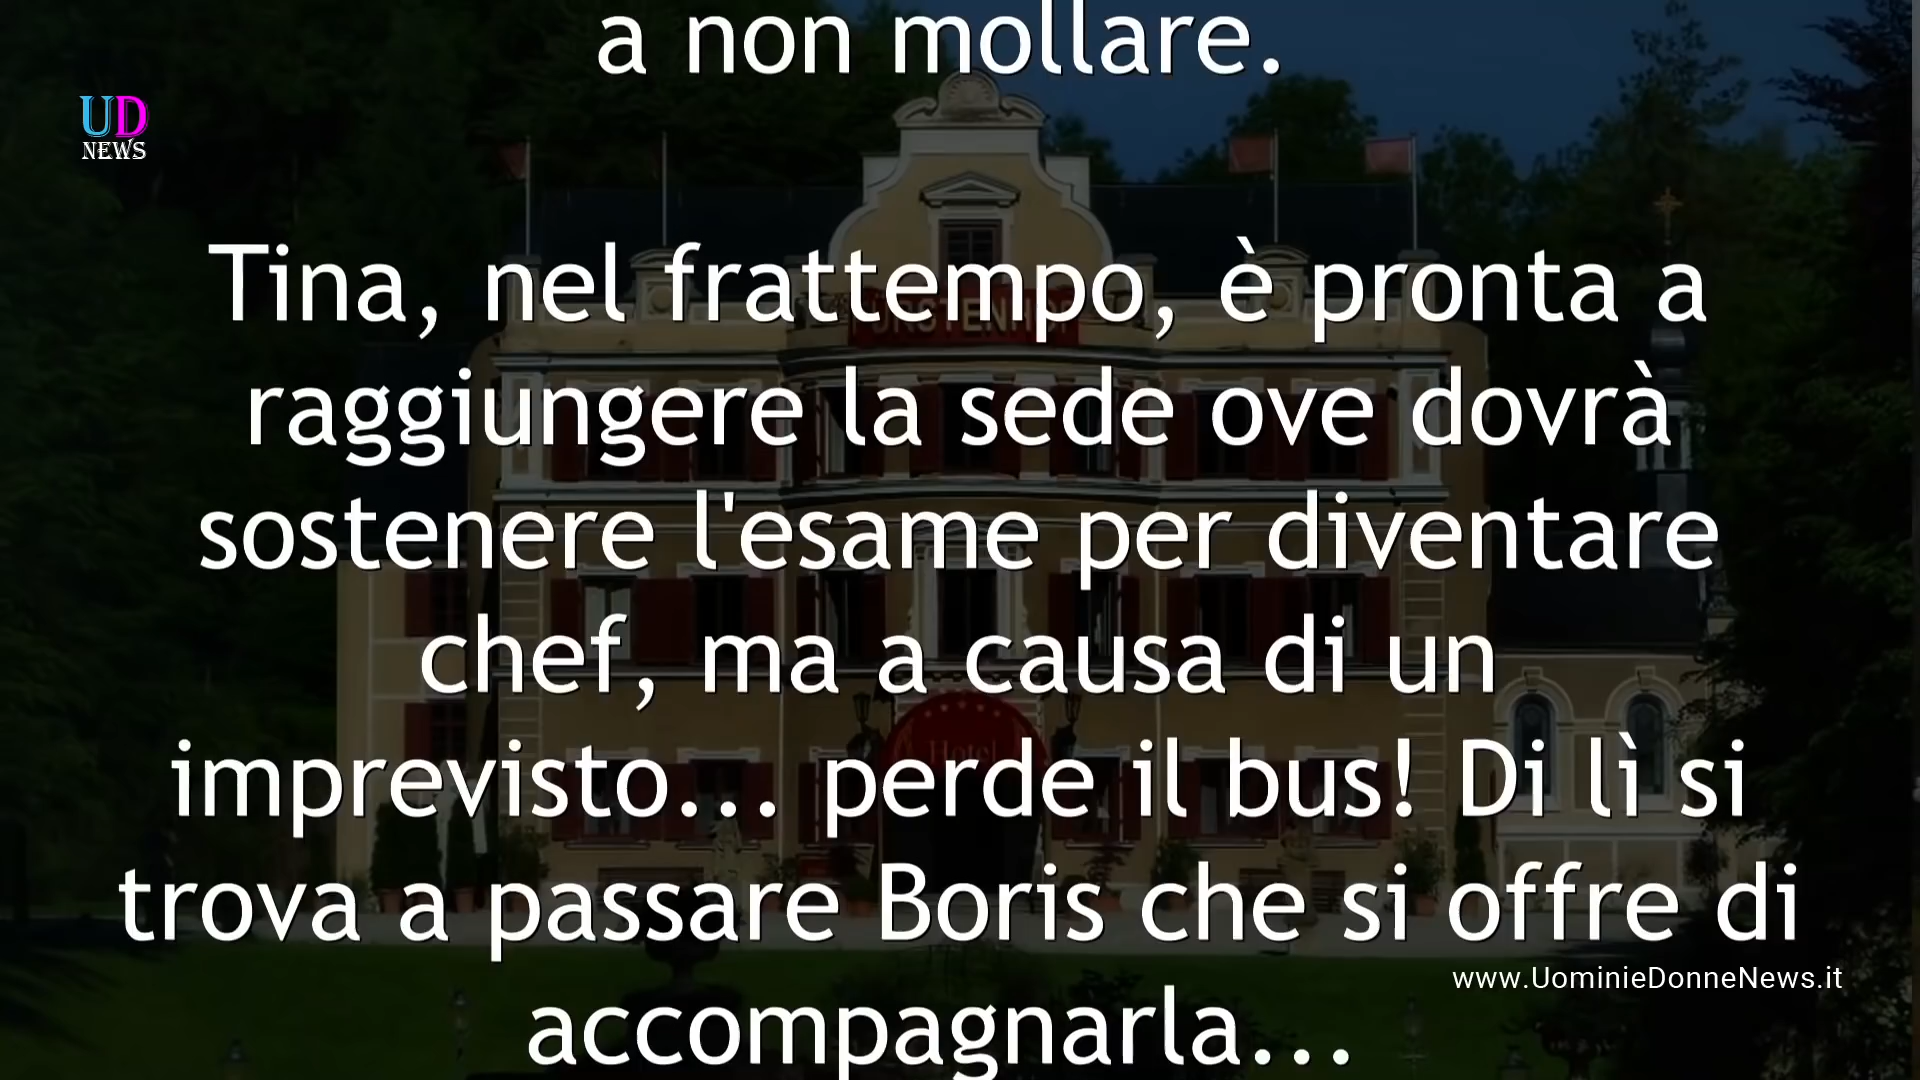 a non mollare.
UD
NEWS
Tina, nel frattempo, è pronta a
FÜRSTENHOF
raggiungere la sede ove dovrà
sostenere l'esame per diventare
chef, ma a causa di un
Hotel
imprevisto... perde il bus! Di lì si
trova a passare Boris che si offre di
www.UominieDonneNews.it
accompagnarla...